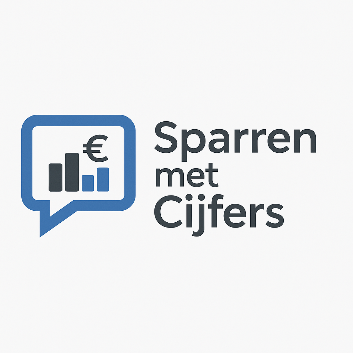 €
Sparren
met
Cijfers